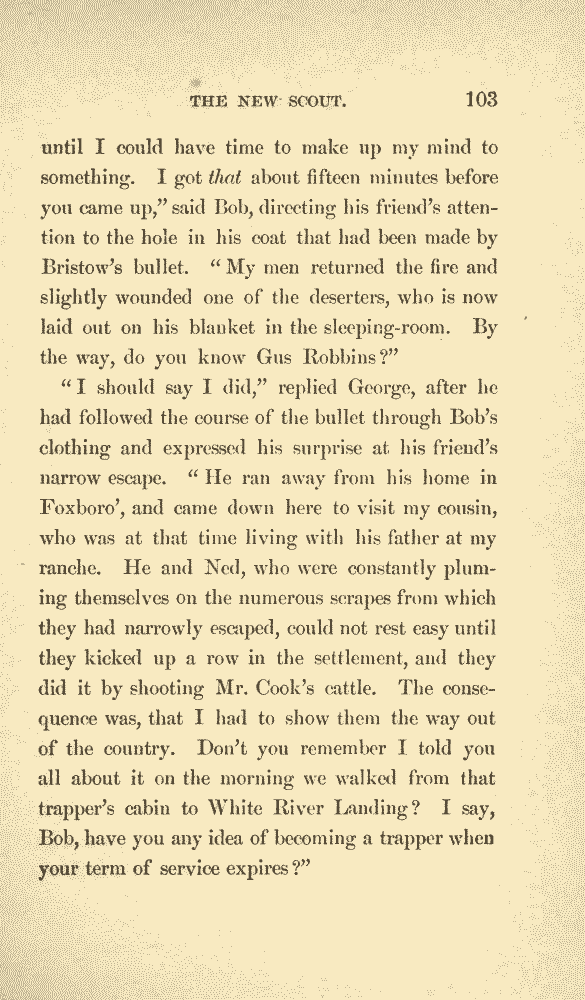 THE NEW SCOUT. 103
until I could have time to make up my mind to
something. I got that about fifteen minutes before
you came up,” said Bob, directing his friend’s atten-
tion to the hole in his coat that had been made by
Bristow’s bullet. “My men returned the fire and
slightly wounded one of the deserters, who is now
laid out on his blanket in the sleeping-room. By
the way, do you know Gus Robbins?”
“I should say I did,” replied George, after he
had followed the course of the bullet through Bob’s
clothing and expressed his surprise at his friend’s
narrow escape. “He ran away from his home in
Foxboro’, and came down here to visit my cousin,
who was at that time living with his father at my
ranche. He and Ned, who were constantly plum-
ing themselves on the numerous scrapes from which
they had narrowly escaped, could not rest easy until
they kicked up a row in the settlement, and they
did it by shooting Mr. Cook’s cattle. The conse-
quence was, that I had to show them the way out
of the country. Don’t you remember I told you
all about it on the morning we walked from that
trapper’s cabin to White River Landing? I say,
Bob, have you any idea of becoming a trapper when
your term of service expires?”